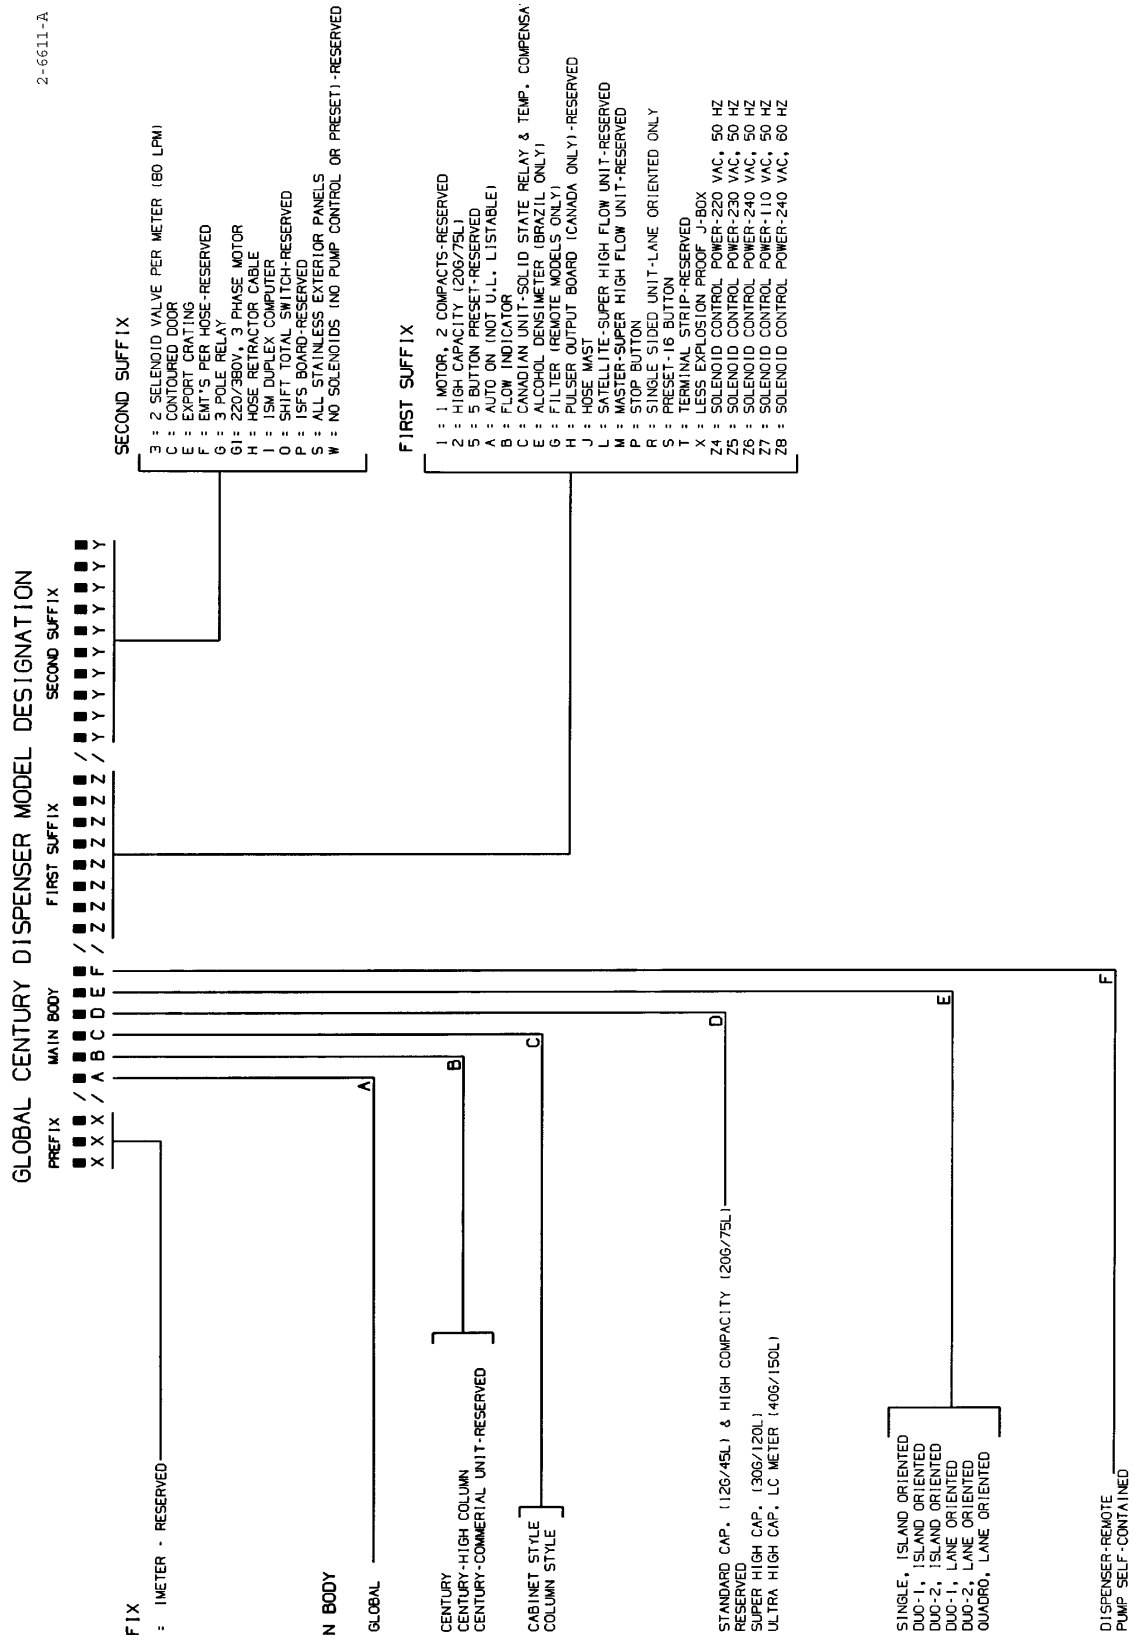 2-6611-A
GLOBAL CENTURY DISPENSER MODEL DESIGNATION
PREFIX MAIN BODY FIRST SUFFIX SECOND SUFFIX
■ ■ ■ / ■ ■ ■ ■ ■ ■ / ■ ■ ■ ■ ■ ■ ■ ■ / ■ ■ ■ ■ ■ ■ ■ ■ ■ ■
X X X / A B C D E F / Z Z Z Z Z Z Z Z / Y Y Y Y Y Y Y Y Y Y
FIX
= IMETER - RESERVED
N BODY
GLOBAL
A
CENTURY
CENTURY-HIGH COLUMN
CENTURY-COMMERIAL UNIT-RESERVED
B
CABINET STYLE
COLUMN STYLE
C
STANDARD CAP. (12G/45L) & HIGH COMPACITY (20G/75L)
RESERVED
SUPER HIGH CAP. (30G/120L)
ULTRA HIGH CAP. LC METER (40G/150L)
D
SINGLE, ISLAND ORIENTED
DUO-1, ISLAND ORIENTED
DUO-2, ISLAND ORIENTED
DUO-1, LANE ORIENTED
DUO-2, LANE ORIENTED
QUADRO, LANE ORIENTED
E
DISPENSER-REMOTE
PUMP SELF-CONTAINED
F
SECOND SUFFIX
3 = 2 SELENOID VALVE PER METER (80 LPM)
C = CONTOURED DOOR
E = EXPORT CRATING
F = EMT'S PER HOSE-RESERVED
G = 3 POLE RELAY
G1= 220/380V, 3 PHASE MOTOR
H = HOSE RETRACTOR CABLE
I = ISM DUPLEX COMPUTER
O = SHIFT TOTAL SWITCH-RESERVED
P = ISFS BOARD-RESERVED
S = ALL STAINLESS EXTERIOR PANELS
W = NO SOLENOIDS (NO PUMP CONTROL OR PRESET)-RESERVED
FIRST SUFFIX
1 = 1 MOTOR, 2 COMPACTS-RESERVED
2 = HIGH CAPACITY (20G/75L)
5 = 5 BUTTON PRESET-RESERVED
A = AUTO ON (NOT U.L. LISTABLE)
B = FLOW INDICATOR
C = CANADIAN UNIT-SOLID STATE RELAY & TEMP. COMPENSA
E = ALCOHOL DENSIMETER (BRAZIL ONLY)
G = FILTER (REMOTE MODELS ONLY)
H = PULSER OUTPUT BOARD (CANADA ONLY)-RESERVED
J = HOSE MAST
L = SATELLITE-SUPER HIGH FLOW UNIT-RESERVED
M = MASTER-SUPER HIGH FLOW UNIT-RESERVED
P = STOP BUTTON
R = SINGLE SIDED UNIT-LANE ORIENTED ONLY
S = PRESET-16 BUTTON
T = TERMINAL STRIP-RESERVED
X = LESS EXPLOSION PROOF J-BOX
Z4 = SOLENOID CONTROL POWER-220 VAC, 50 HZ
Z5 = SOLENOID CONTROL POWER-230 VAC, 50 HZ
Z6 = SOLENOID CONTROL POWER-240 VAC, 50 HZ
Z7 = SOLENOID CONTROL POWER-110 VAC, 50 HZ
Z8 = SOLENOID CONTROL POWER-240 VAC, 60 HZ